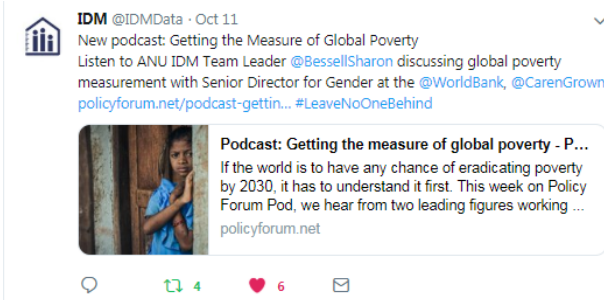 IDM @IDMData · Oct 11
New podcast: Getting the Measure of Global Poverty
Listen to ANU IDM Team Leader @BessellSharon discussing global poverty
measurement with Senior Director for Gender at the @WorldBank, @CarenGrown
policyforum.net/podcast-gettin... #LeaveNoOneBehind
Podcast: Getting the measure of global poverty - P...
If the world is to have any chance of eradicating poverty
by 2030, it has to understand it first. This week on Policy
Forum Pod, we hear from two leading figures working ...
policyforum.net
4
6